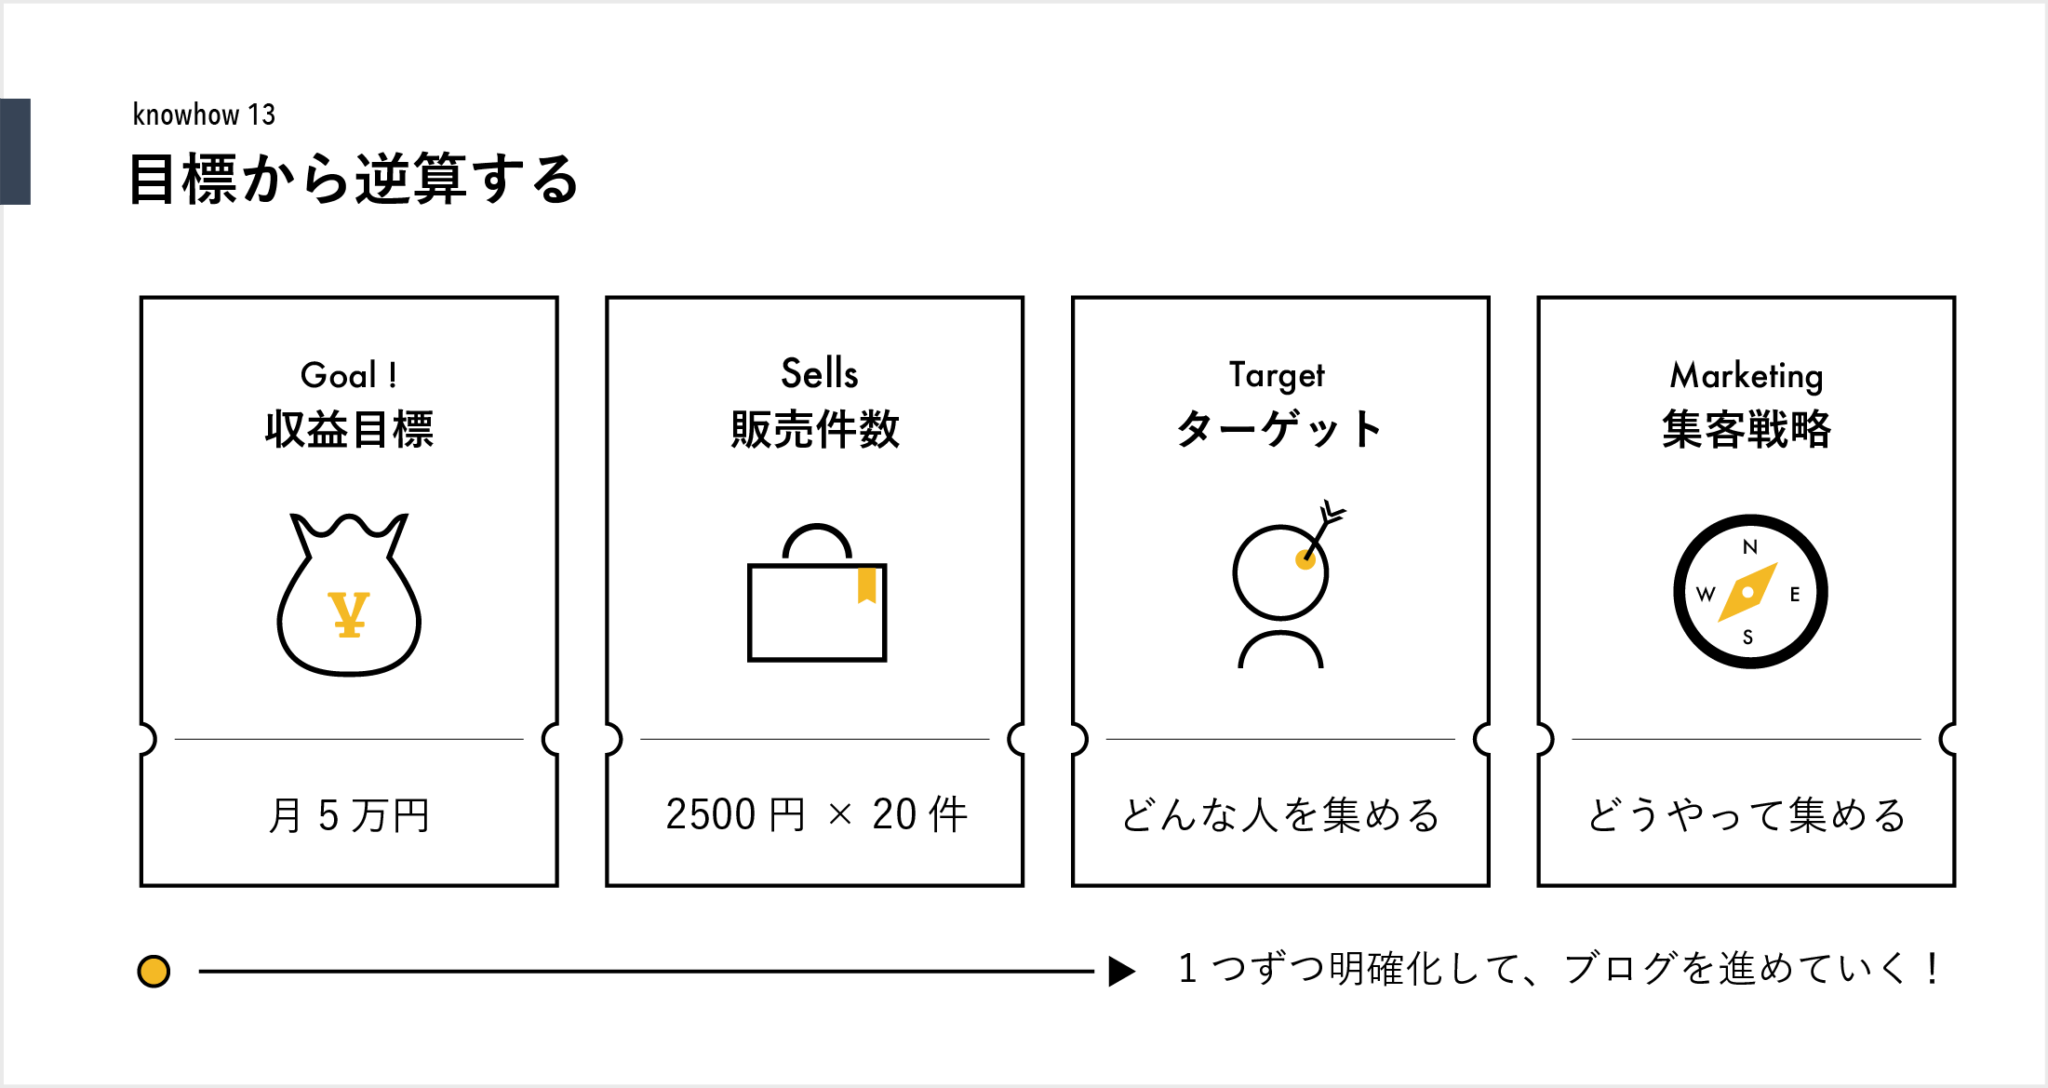 knowhow 13
目標から逆算する
Goal !
収益目標
¥
月 5 万円
Sells
販売件数
2500 円 × 20 件
Target
ターゲット
どんな人を集める
Marketing
集客戦略
N
W E
S
どうやって集める
1 つずつ明確化して、ブログを進めていく！